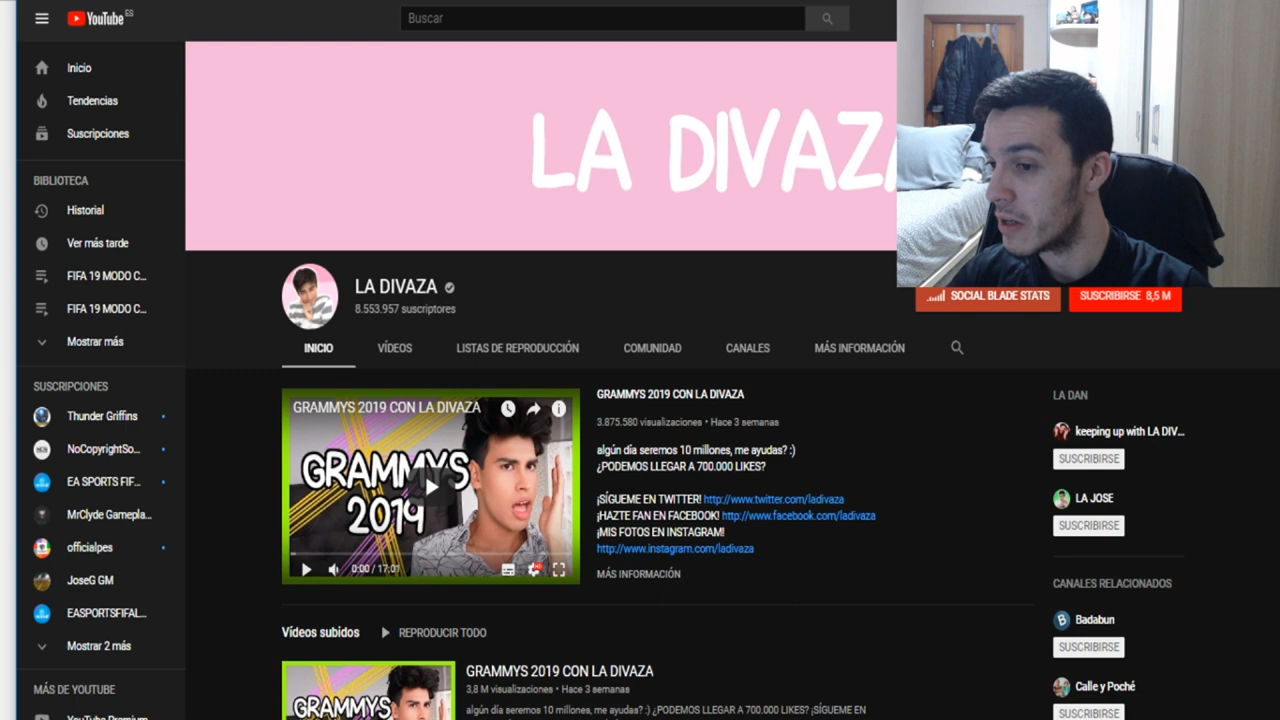 YouTube ES
Buscar
Inicio
Tendencias
Suscripciones
BIBLIOTECA
Historial
Ver más tarde
FIFA 19 MODO C...
FIFA 19 MODO C...
Mostrar más
SUSCRIPCIONES
Thunder Griffins
NoCopyrightSo...
EA SPORTS FIF...
MrClyde Gamepla...
officialpes
JoseG GM
EASPORTSFIFAL...
Mostrar 2 más
MÁS DE YOUTUBE
YouTube Premium
LA DIVAZA
LA DIVAZA
8.553.957 suscriptores
SOCIAL BLADE STATS
SUSCRIBIRSE 8,5 M
INICIO
VÍDEOS
LISTAS DE REPRODUCCIÓN
COMUNIDAD
CANALES
MÁS INFORMACIÓN
GRAMMYS 2019 CON LA DIVAZA
GRAMMYS
2019
0:00 / 17:01
GRAMMYS 2019 CON LA DIVAZA
3.875.580 visualizaciones • Hace 3 semanas
algún día seremos 10 millones, me ayudas? :)
¿PODEMOS LLEGAR A 700.000 LIKES?
¡SÍGUEME EN TWITTER! http://www.twitter.com/ladivaza
¡HAZTE FAN EN FACEBOOK! http://www.facebook.com/ladivaza
¡MIS FOTOS EN INSTAGRAM!
http://www.instagram.com/ladivaza
MÁS INFORMACIÓN
Vídeos subidos
REPRODUCIR TODO
GRAMMYS
GRAMMYS 2019 CON LA DIVAZA
3,8 M visualizaciones • Hace 3 semanas
algún día seremos 10 millones, me ayudas? :) ¿PODEMOS LLEGAR A 700.000 LIKES? ¡SÍGUEME EN
LA DAN
keeping up with LA DIV...
SUSCRIBIRSE
LA JOSE
SUSCRIBIRSE
CANALES RELACIONADOS
Badabun
SUSCRIBIRSE
Calle y Poché
SUSCRIBIRSE